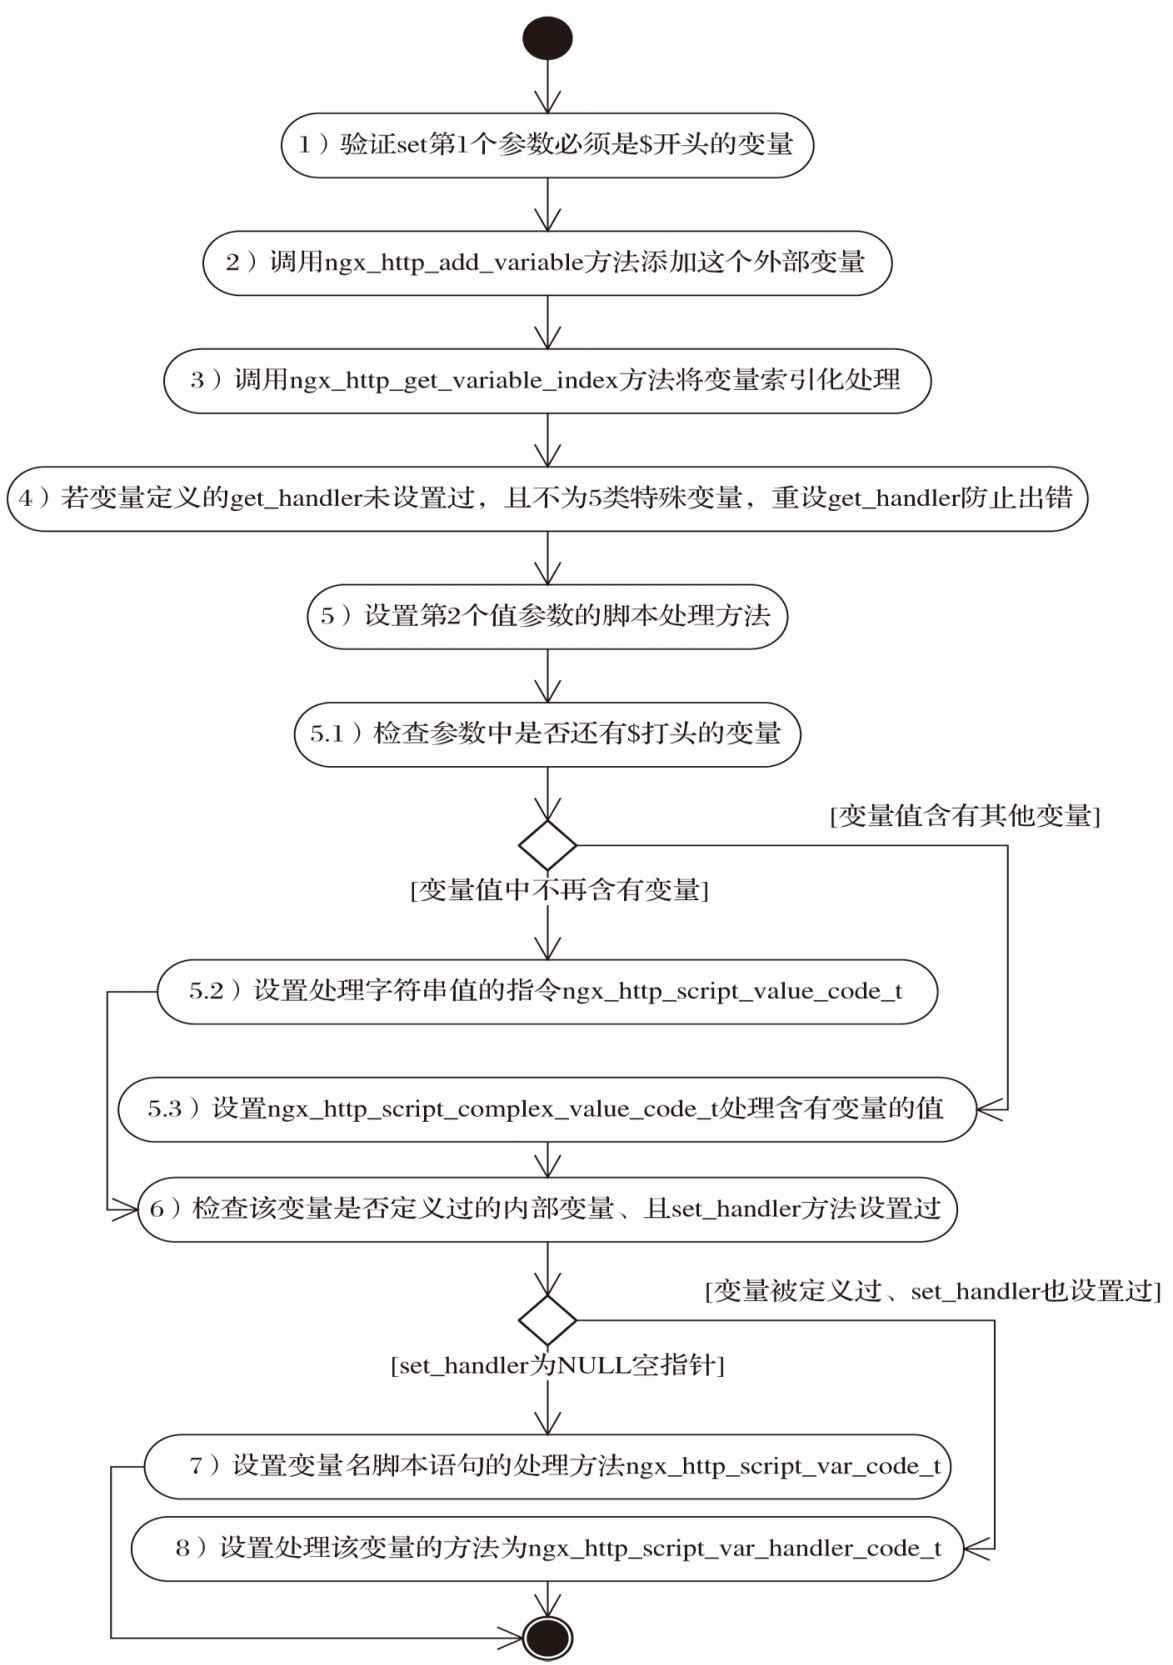 1）验证set第1个参数必须是$开头的变量
2）调用ngx_http_add_variable方法添加这个外部变量
3）调用ngx_http_get_variable_index方法将变量索引化处理
4）若变量定义的get_handler未设置过，且不为5类特殊变量，重设get_handler防止出错
5）设置第2个值参数的脚本处理方法
5.1）检查参数中是否还有$打头的变量
[变量值含有其他变量]
[变量值中不再含有变量]
5.2）设置处理字符串值的指令ngx_http_script_value_code_t
5.3）设置ngx_http_script_complex_value_code_t处理含有变量的值
6）检查该变量是否定义过的内部变量、且set_handler方法设置过
[变量被定义过、set_handler也设置过]
[set_handler为NULL空指针]
7）设置变量名脚本语句的处理方法ngx_http_script_var_code_t
8）设置处理该变量的方法为ngx_http_script_var_handler_code_t